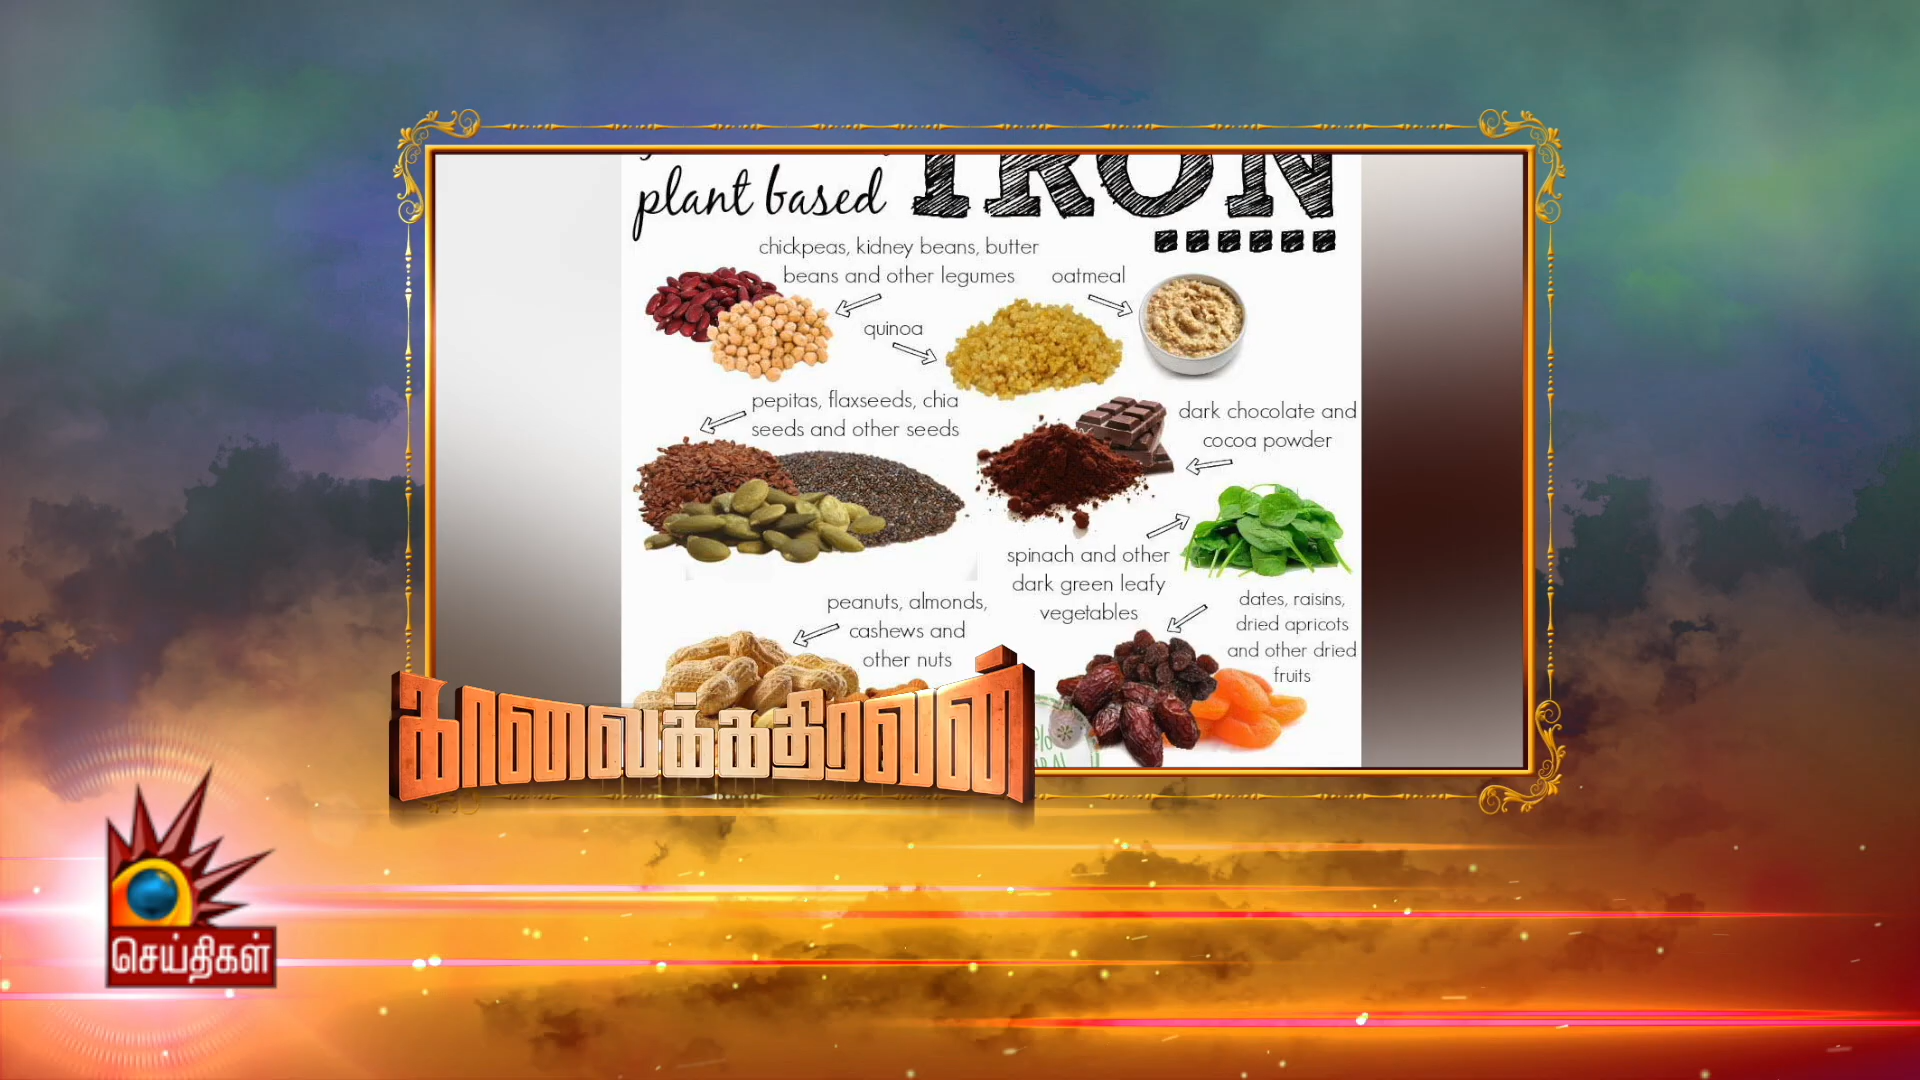 plant based IRON
chickpeas, kidney beans, butter
beans and other legumes
oatmeal
quinoa
pepitas, flaxseeds, chia
seeds and other seeds
dark chocolate and
cocoa powder
spinach and other
dark green leafy
vegetables
peanuts, almonds,
cashews and
other nuts
dates, raisins,
dried apricots
and other dried
fruits
காலைக்கதிரவன்
செய்திகள்